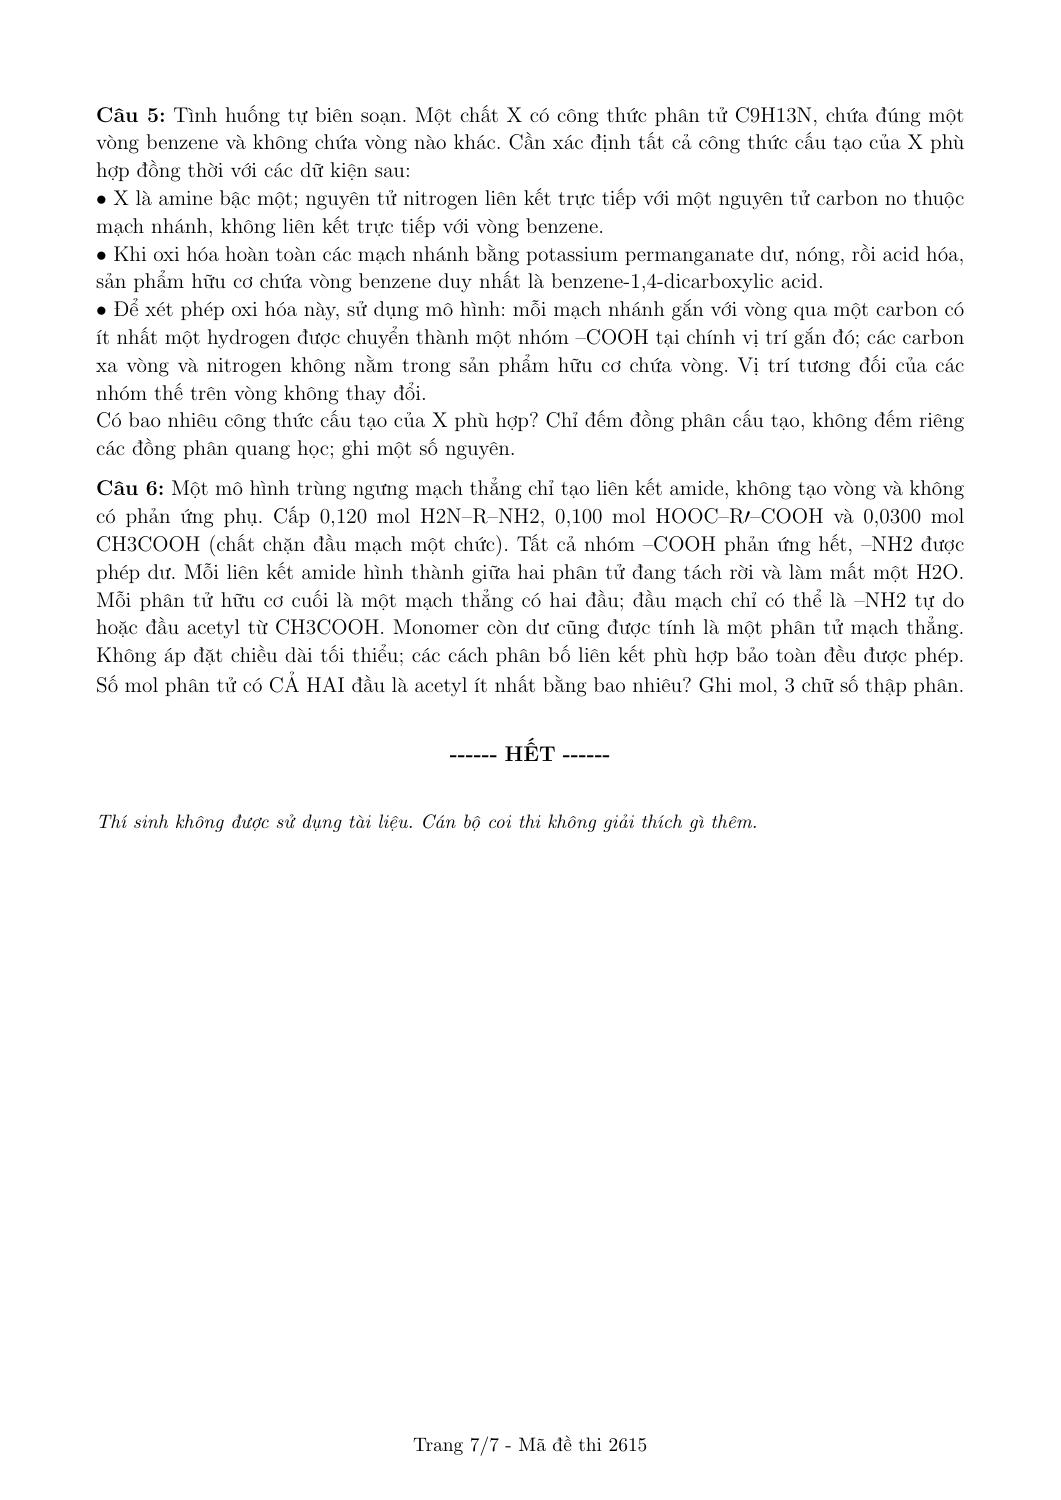 Câu 5: Tình huống tự biên soạn. Một chất X có công thức phân tử C9H13N, chứa đúng một
vòng benzene và không chứa vòng nào khác. Cần xác định tất cả công thức cấu tạo của X phù
hợp đồng thời với các dữ kiện sau:
• X là amine bậc một; nguyên tử nitrogen liên kết trực tiếp với một nguyên tử carbon no thuộc
mạch nhánh, không liên kết trực tiếp với vòng benzene.
• Khi oxi hóa hoàn toàn các mạch nhánh bằng potassium permanganate dư, nóng, rồi acid hóa,
sản phẩm hữu cơ chứa vòng benzene duy nhất là benzene-1,4-dicarboxylic acid.
• Để xét phép oxi hóa này, sử dụng mô hình: mỗi mạch nhánh gắn với vòng qua một carbon có
ít nhất một hydrogen được chuyển thành một nhóm –COOH tại chính vị trí gắn đó; các carbon
xa vòng và nitrogen không nằm trong sản phẩm hữu cơ chứa vòng. Vị trí tương đối của các
nhóm thế trên vòng không thay đổi.
Có bao nhiêu công thức cấu tạo của X phù hợp? Chỉ đếm đồng phân cấu tạo, không đếm riêng
các đồng phân quang học; ghi một số nguyên.
Câu 6: Một mô hình trùng ngưng mạch thẳng chỉ tạo liên kết amide, không tạo vòng và không
có phản ứng phụ. Cấp 0,120 mol H2N–R–NH2, 0,100 mol HOOC–R′–COOH và 0,0300 mol
CH3COOH (chất chặn đầu mạch một chức). Tất cả nhóm –COOH phản ứng hết, –NH2 được
phép dư. Mỗi liên kết amide hình thành giữa hai phân tử đang tách rời và làm mất một H2O.
Mỗi phân tử hữu cơ cuối là một mạch thẳng có hai đầu; đầu mạch chỉ có thể là –NH2 tự do
hoặc đầu acetyl từ CH3COOH. Monomer còn dư cũng được tính là một phân tử mạch thẳng.
Không áp đặt chiều dài tối thiểu; các cách phân bố liên kết phù hợp bảo toàn đều được phép.
Số mol phân tử có CẢ HAI đầu là acetyl ít nhất bằng bao nhiêu? Ghi mol, 3 chữ số thập phân.
------ HẾT ------
Thí sinh không được sử dụng tài liệu. Cán bộ coi thi không giải thích gì thêm.
Trang 7/7 - Mã đề thi 2615